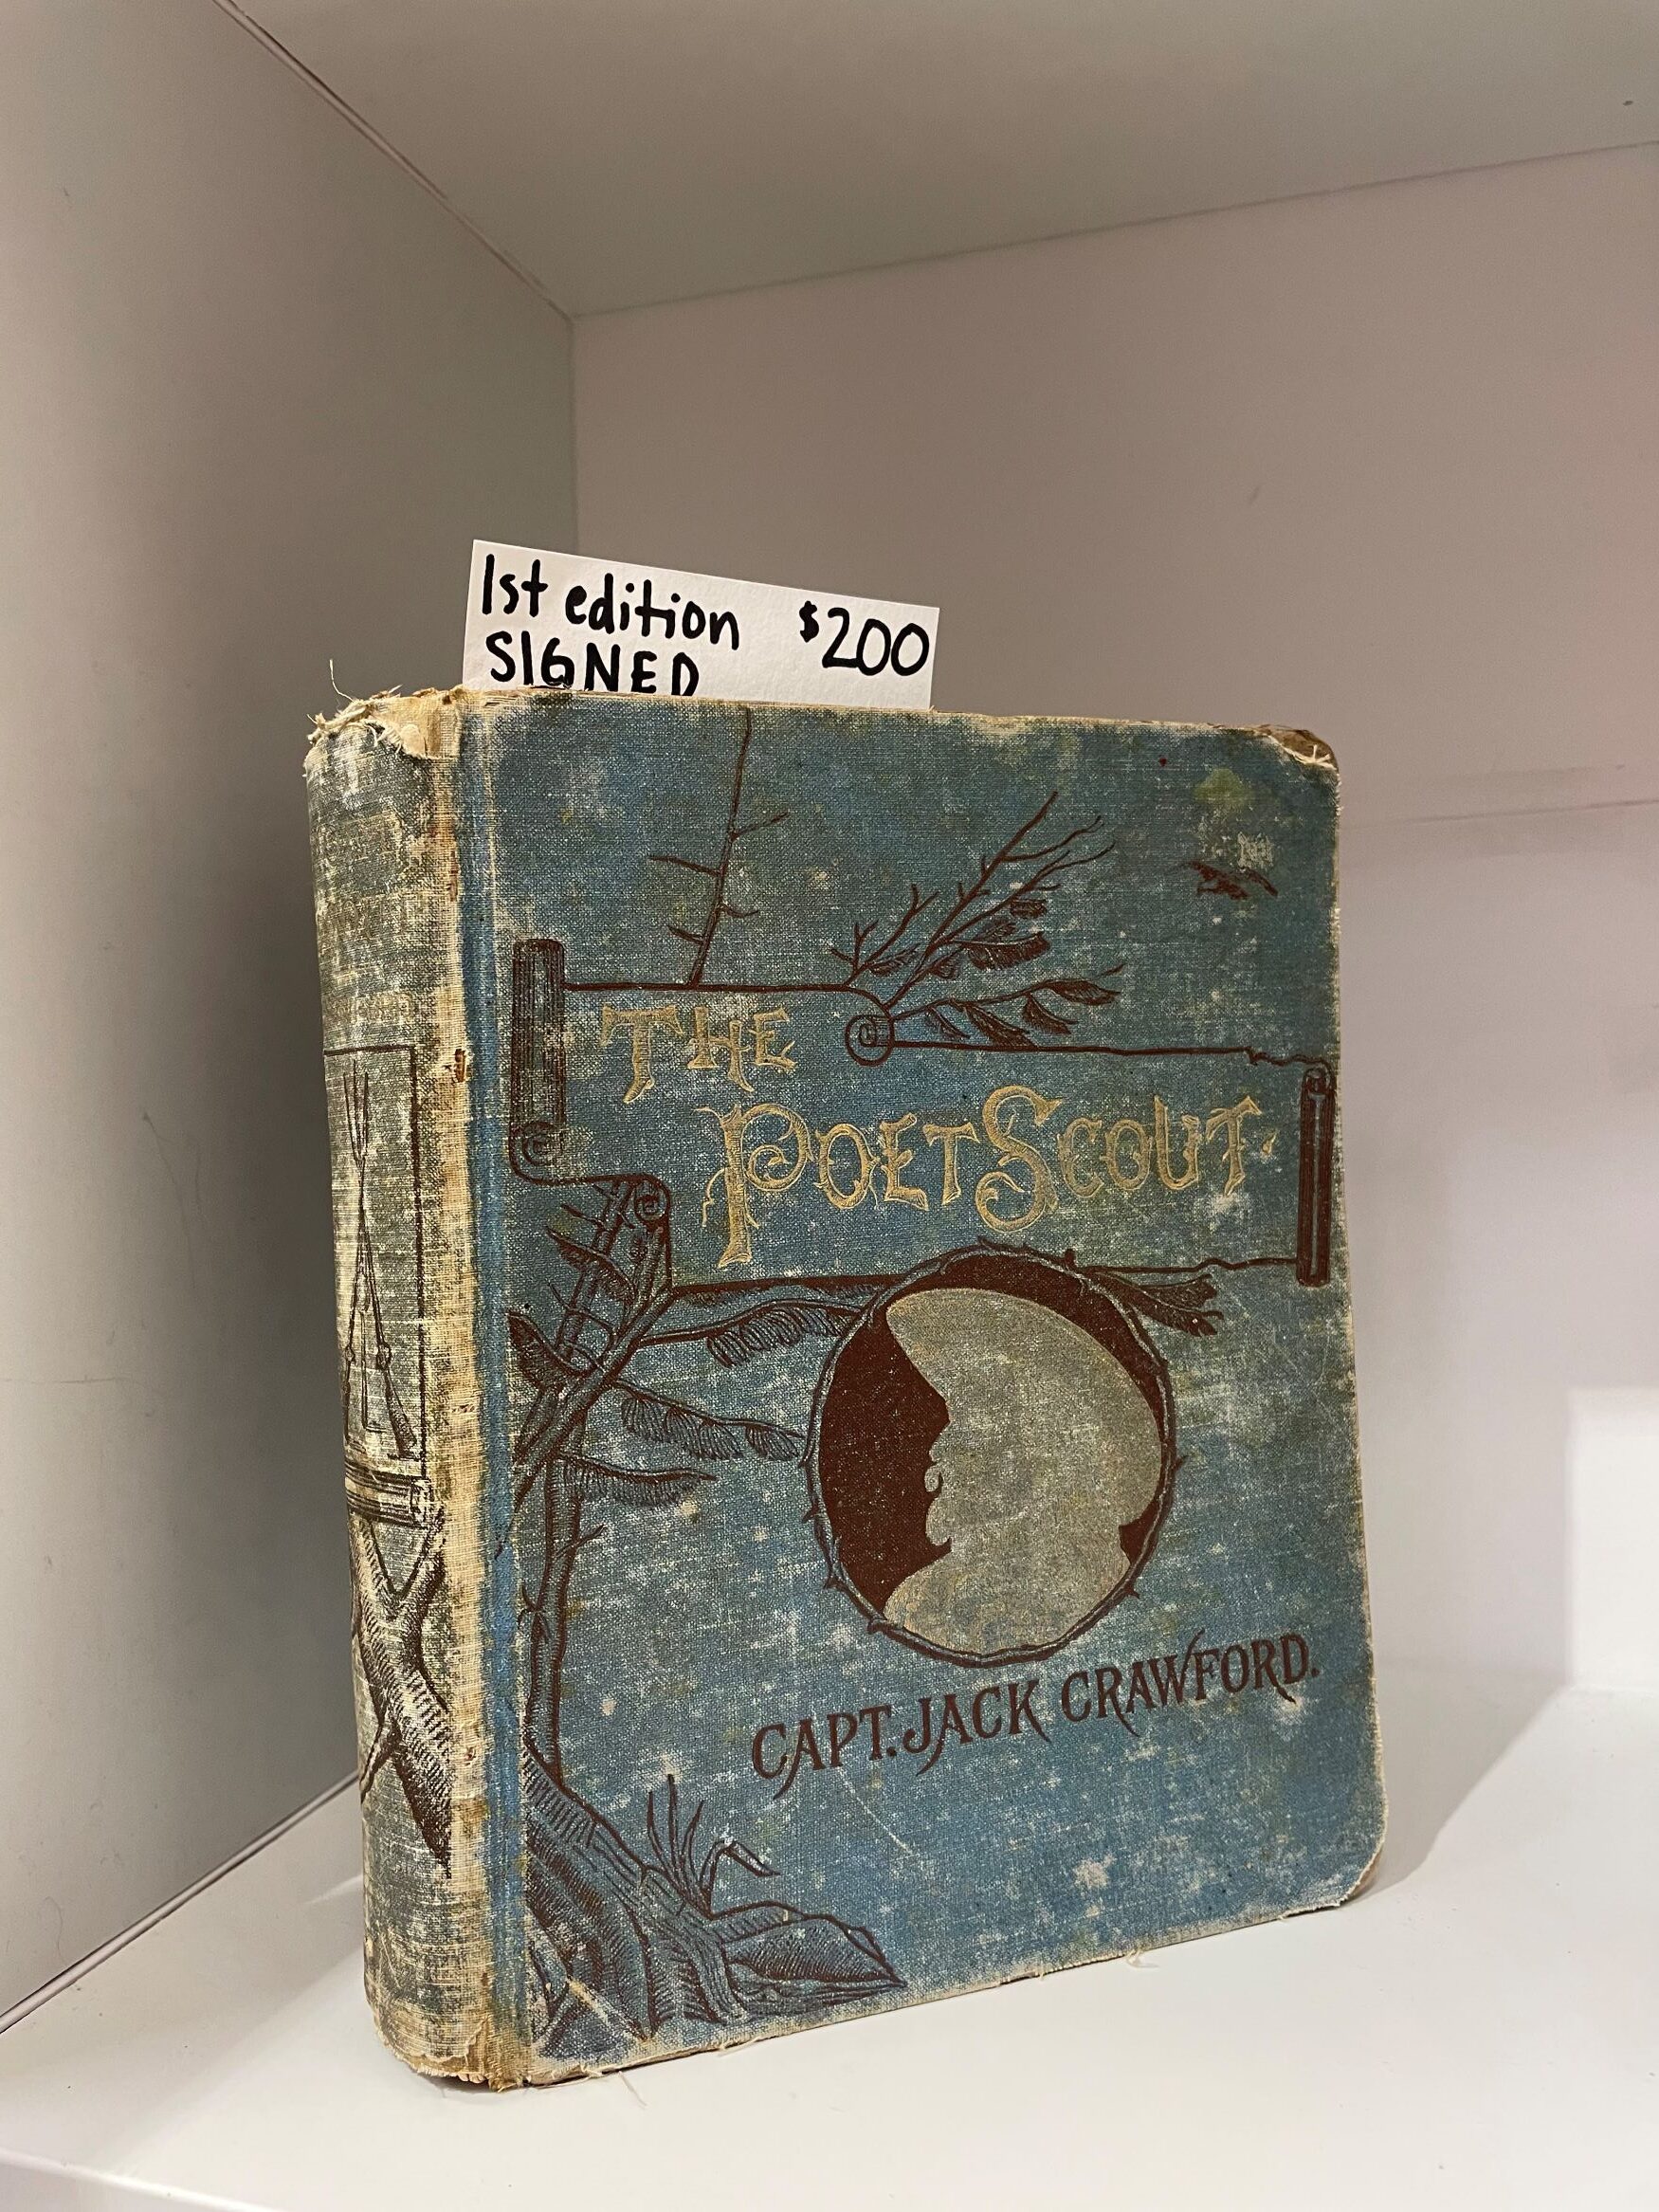 1st edition $200
SIGNED
THE
POET SCOUT.
CAPT. JACK CRAWFORD.